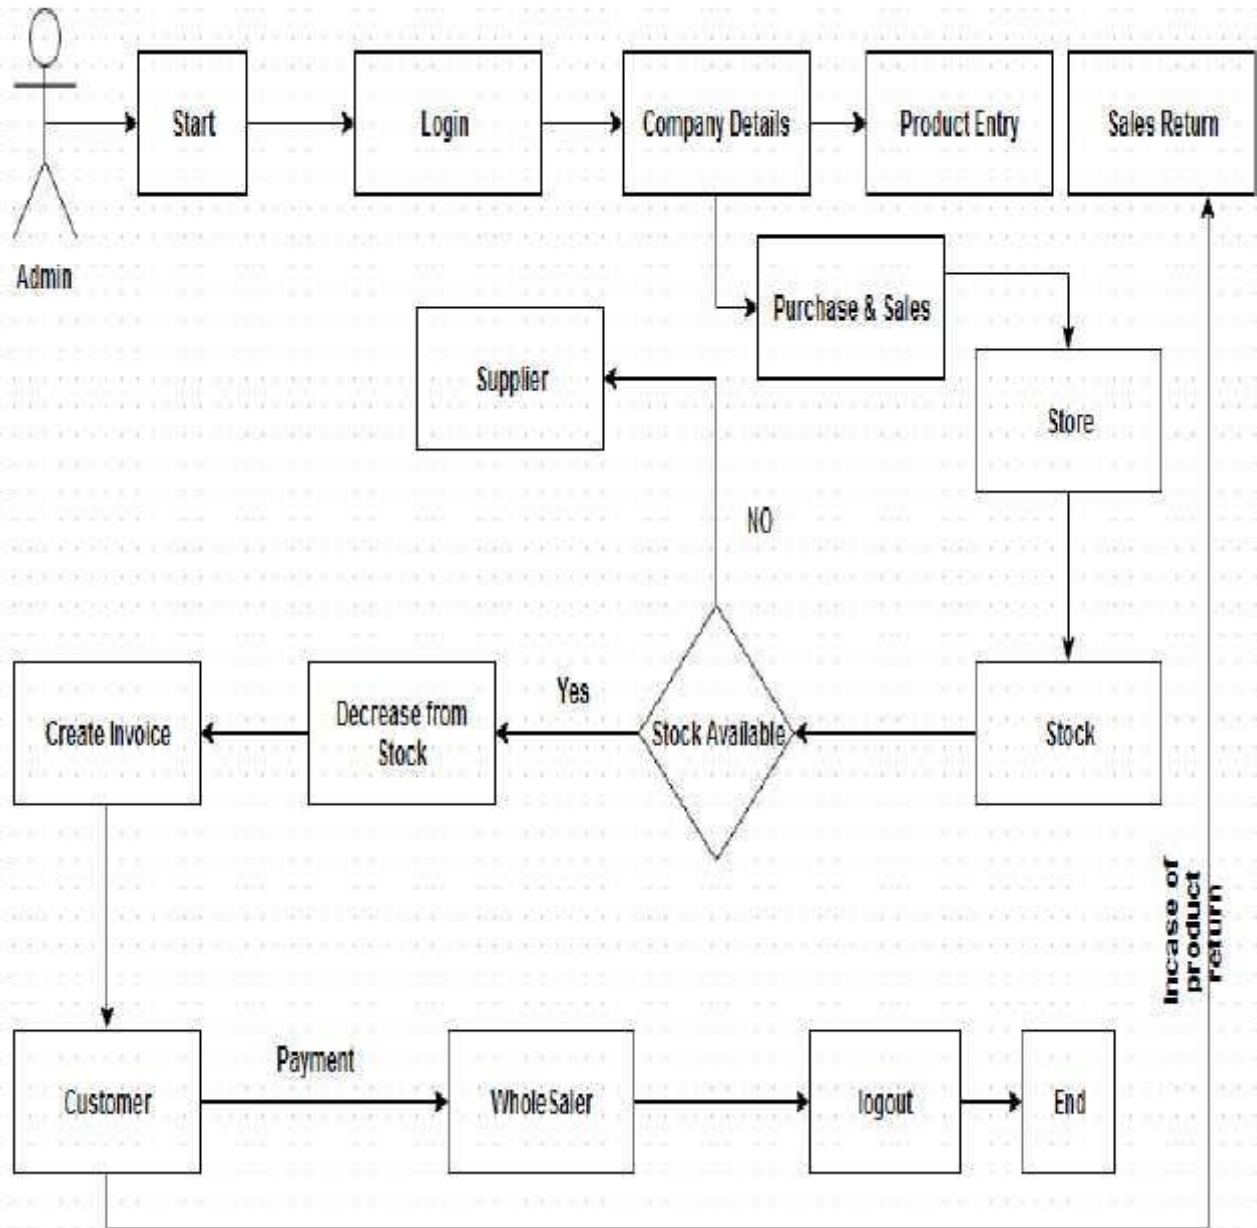 Start
Login
Company Details
Product Entry
Sales Return
Admin
Purchase & Sales
Supplier
Store
NO
Yes
Create Invoice
Decrease from
Stock
Stock Available
Stock
Incase of
product
return
Payment
Customer
WholeSaler
logout
End